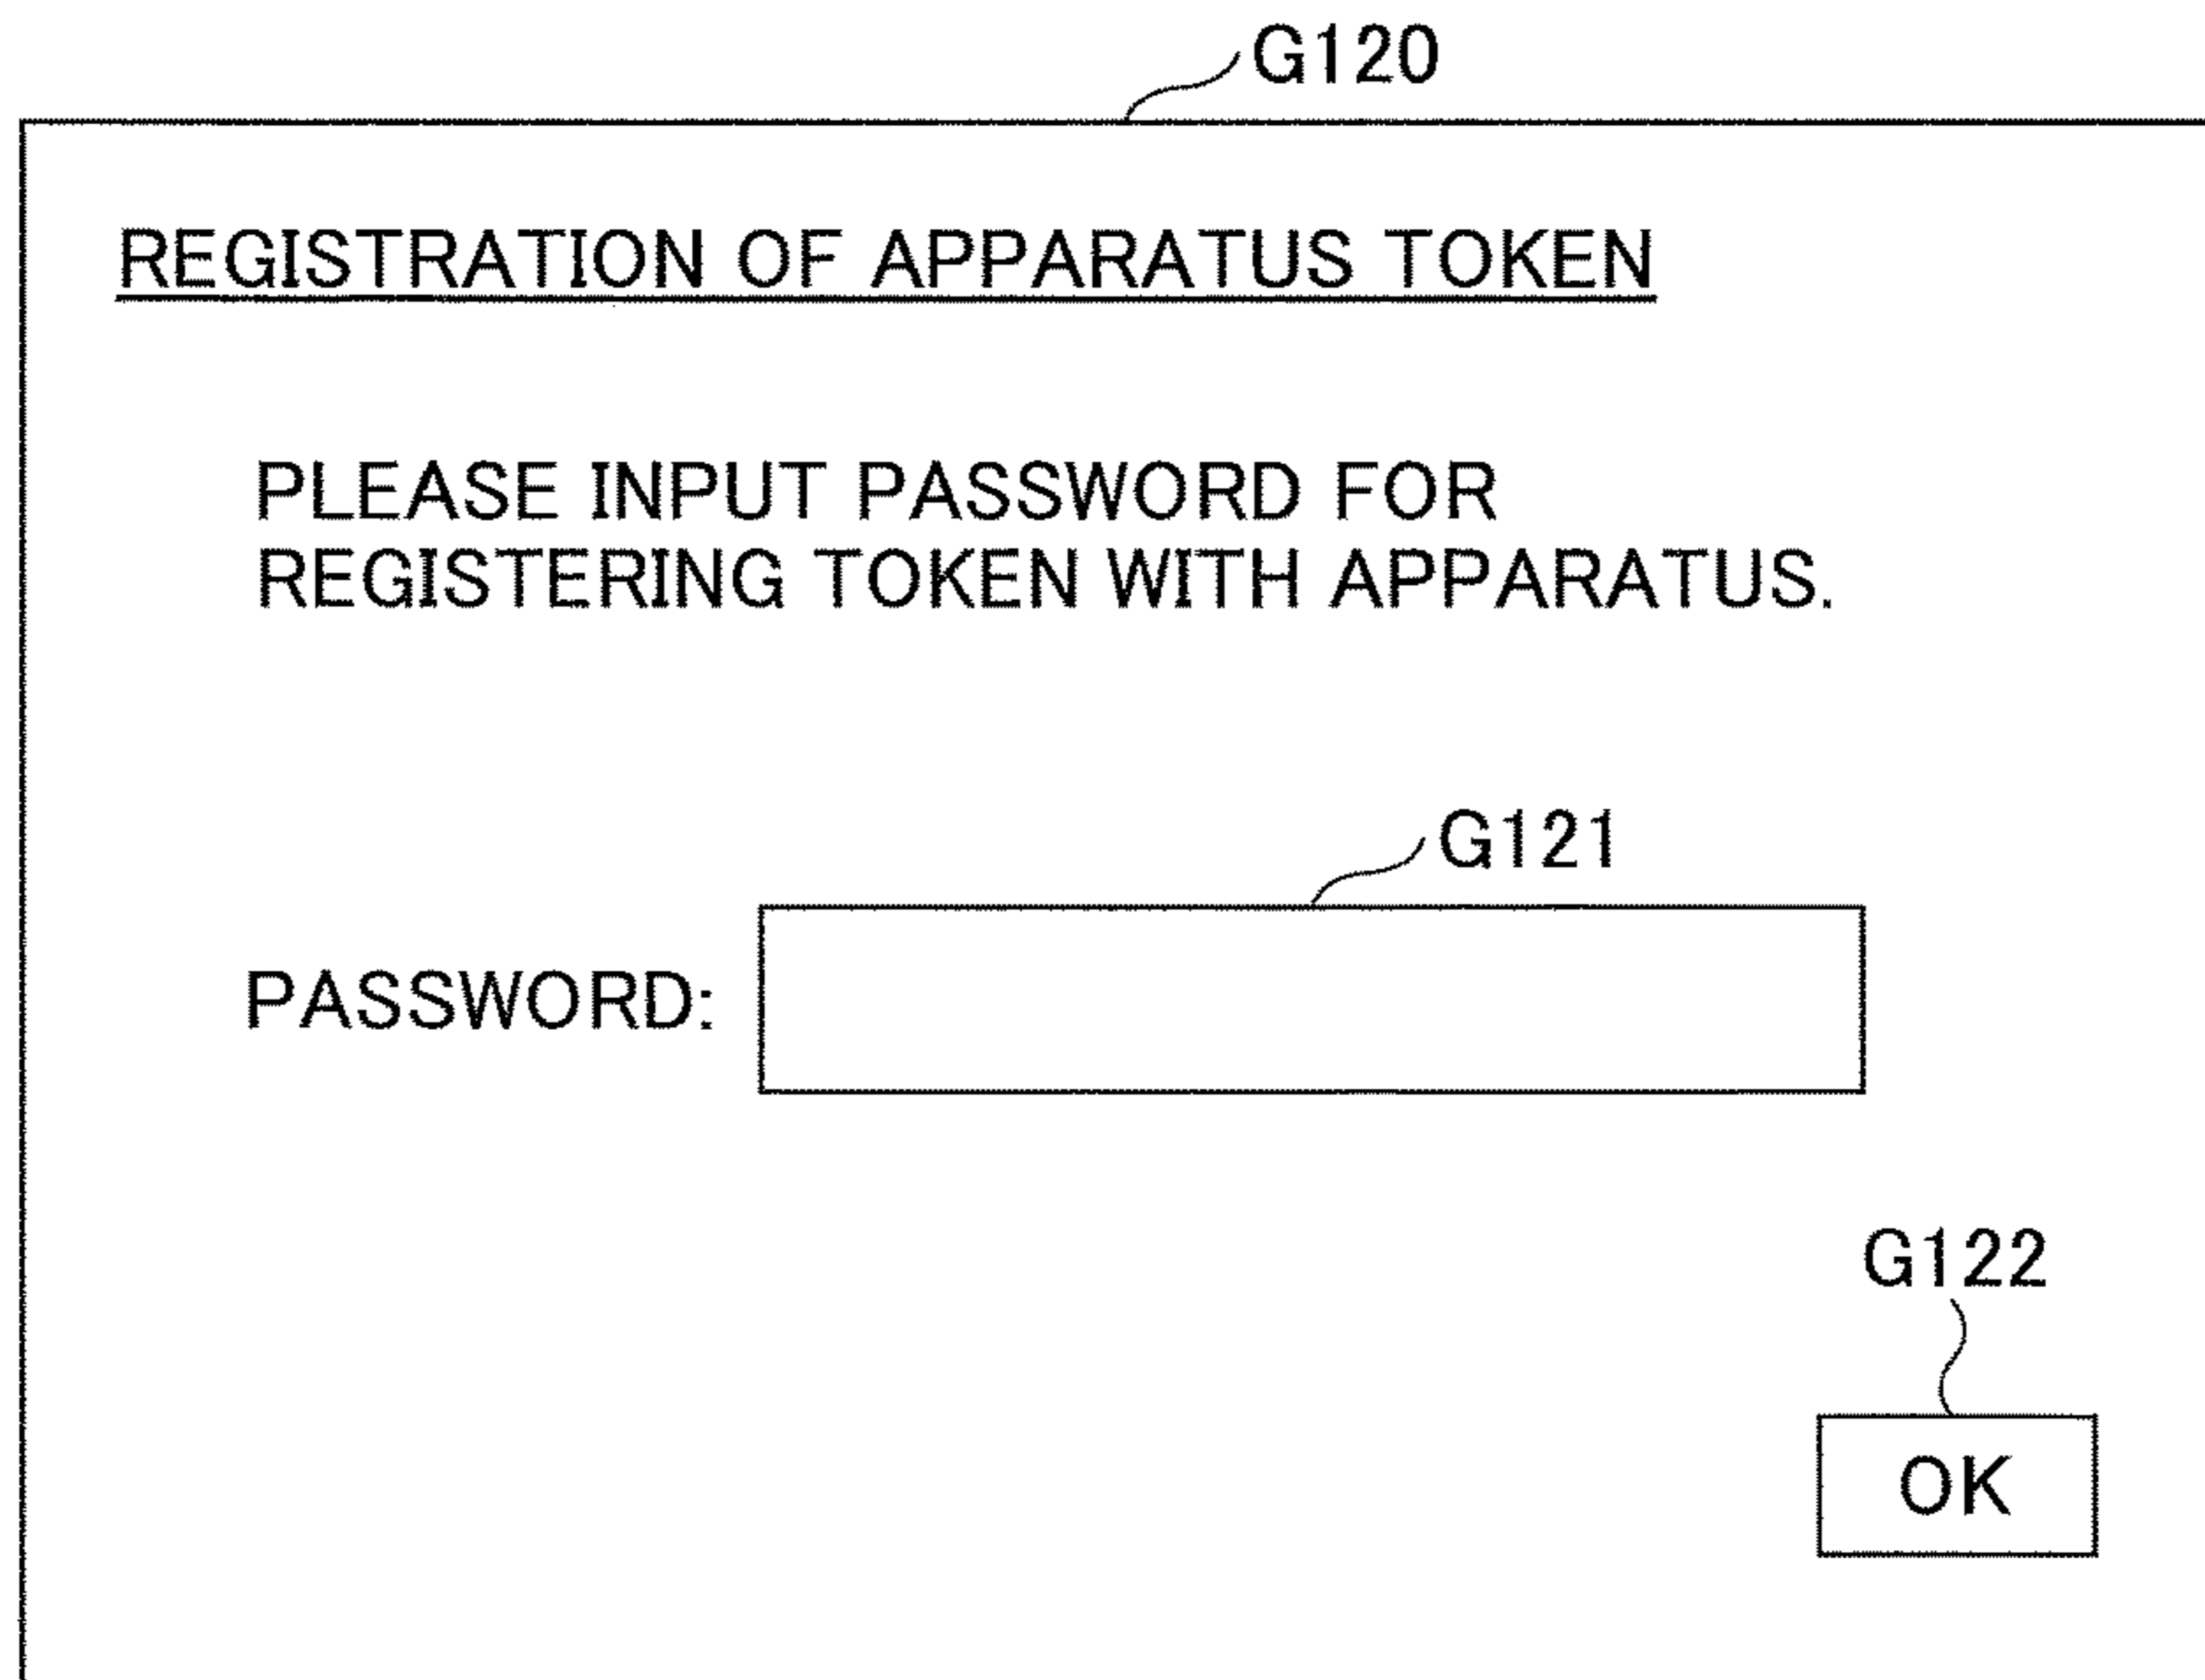 G120
REGISTRATION OF APPARATUS TOKEN
PLEASE INPUT PASSWORD FOR
REGISTERING TOKEN WITH APPARATUS.
G121
PASSWORD:
G122
OK